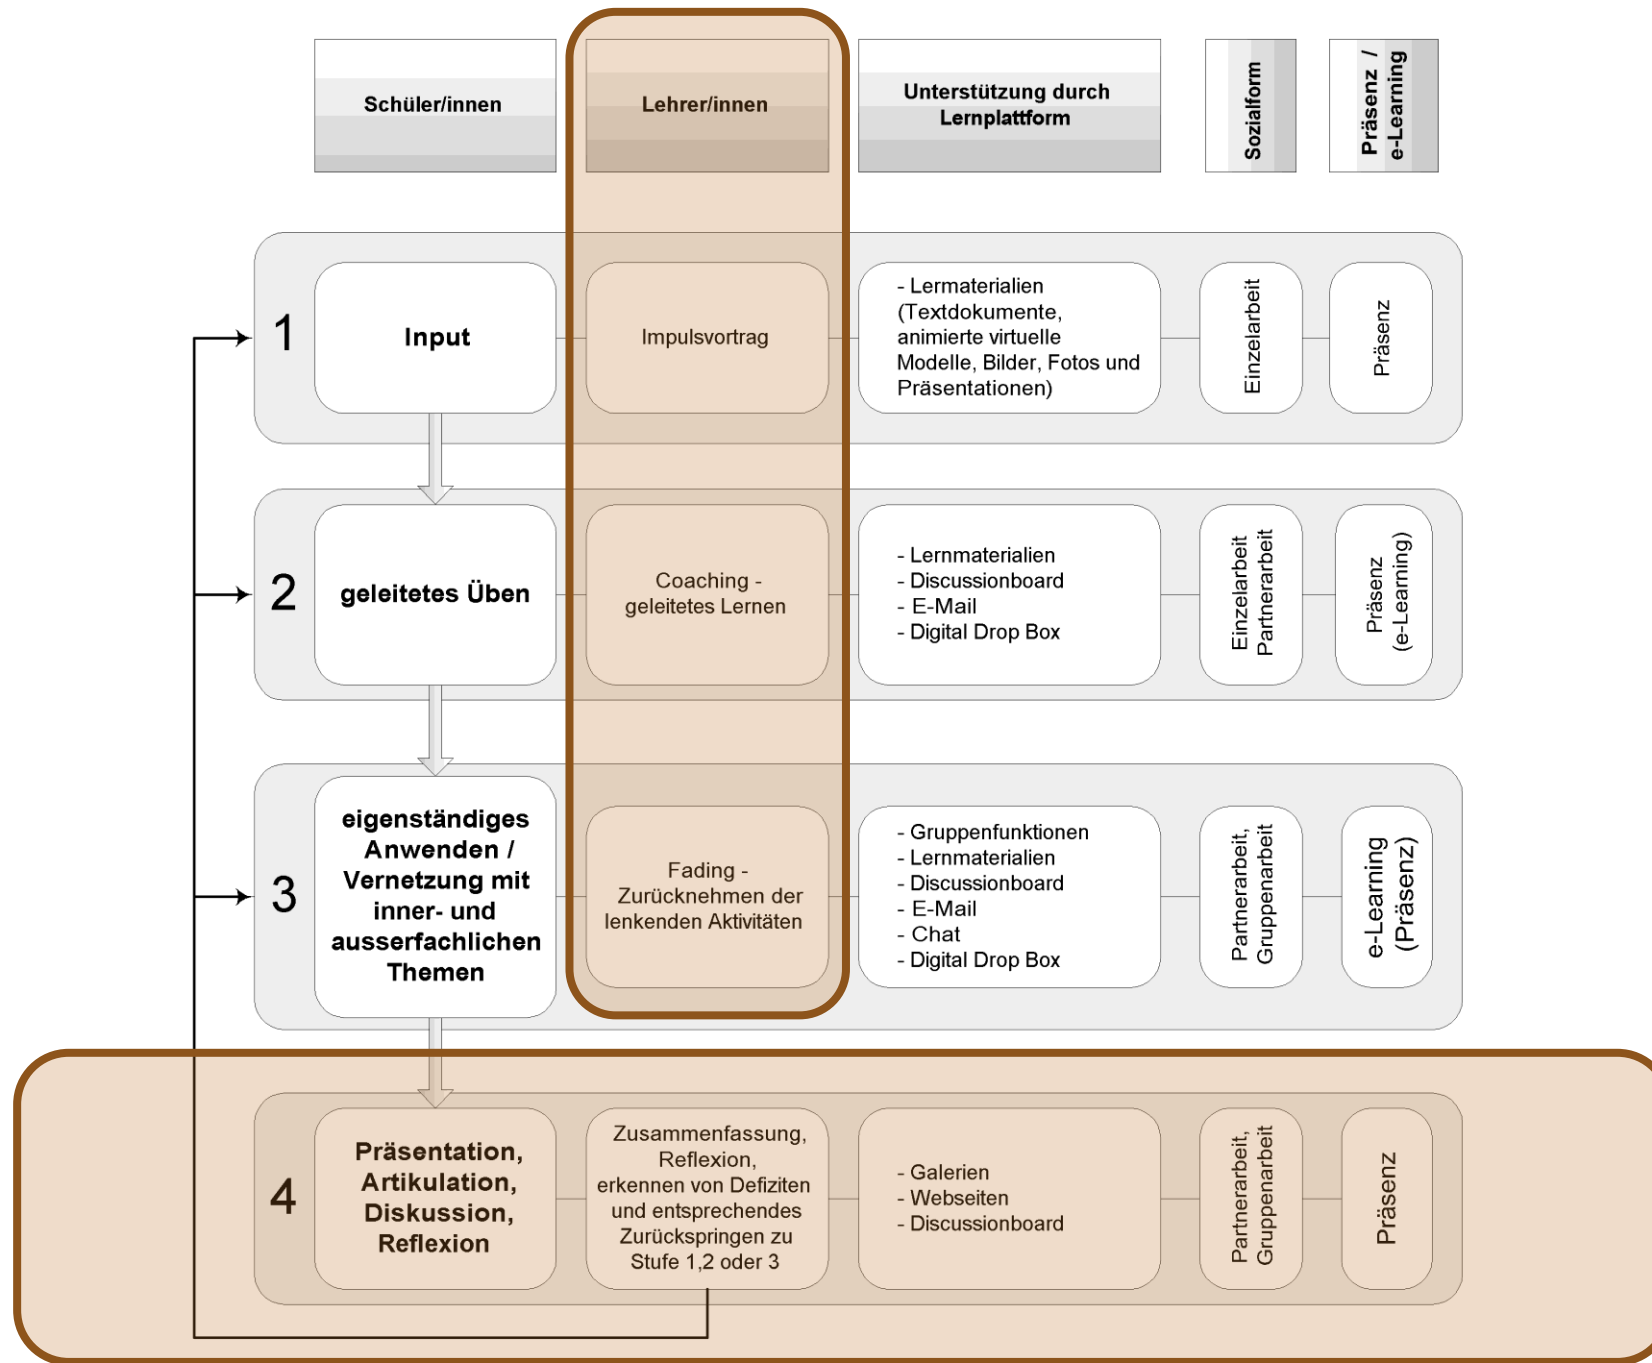 Schüler/innen
Lehrer/innen
Unterstützung durch
Lernplattform
Sozialform
Präsenz /
e-Learning
1
Input
Impulsvortrag
- Lermaterialien
(Textdokumente,
animierte virtuelle
Modelle, Bilder, Fotos und
Präsentationen)
Einzelarbeit
Präsenz
2
geleitetes Üben
Coaching -
geleitetes Lernen
- Lernmaterialien
- Discussionboard
- E-Mail
- Digital Drop Box
Einzelarbeit
Partnerarbeit
Präsenz
(e-Learning)
3
eigenständiges
Anwenden /
Vernetzung mit
inner- und
ausserfachlichen
Themen
Fading -
Zurücknehmen der
lenkenden Aktivitäten
- Gruppenfunktionen
- Lernmaterialien
- Discussionboard
- E-Mail
- Chat
- Digital Drop Box
Partnerarbeit,
Gruppenarbeit
e-Learning
(Präsenz)
4
Präsentation,
Artikulation,
Diskussion,
Reflexion
Zusammenfassung,
Reflexion,
erkennen von Defiziten
und entsprechendes
Zurückspringen zu
Stufe 1,2 oder 3
- Galerien
- Webseiten
- Discussionboard
Partnerarbeit,
Gruppenarbeit
Präsenz